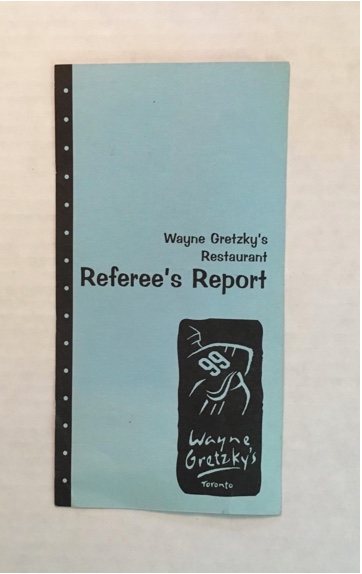 Wayne Gretzky's
Restaurant
Referee's Report
99
Wayne
Gretzky's
Toronto